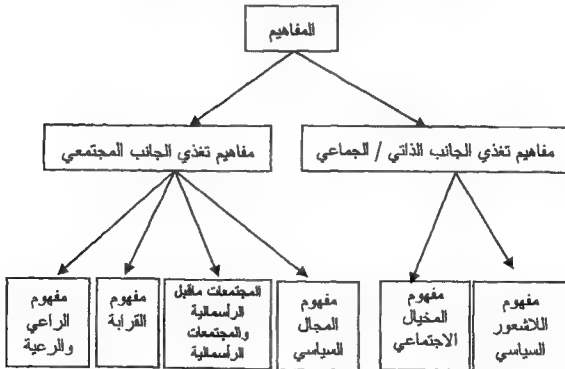 المفاهيم
مفاهيم تغذي الجانب الذاتي / الجماعي
مفاهيم تغذي الجانب المجتمعي
مفهوم
اللاشعور
السياسي
مفهوم
المخيال
الاجتماعي
مفهوم
المجال
السياسي
المجتمعات ماقبل
الرأسمالية
والمجتمعات
الرأسمالية
مفهوم
القرابة
مفهوم
الراعي
والرعية